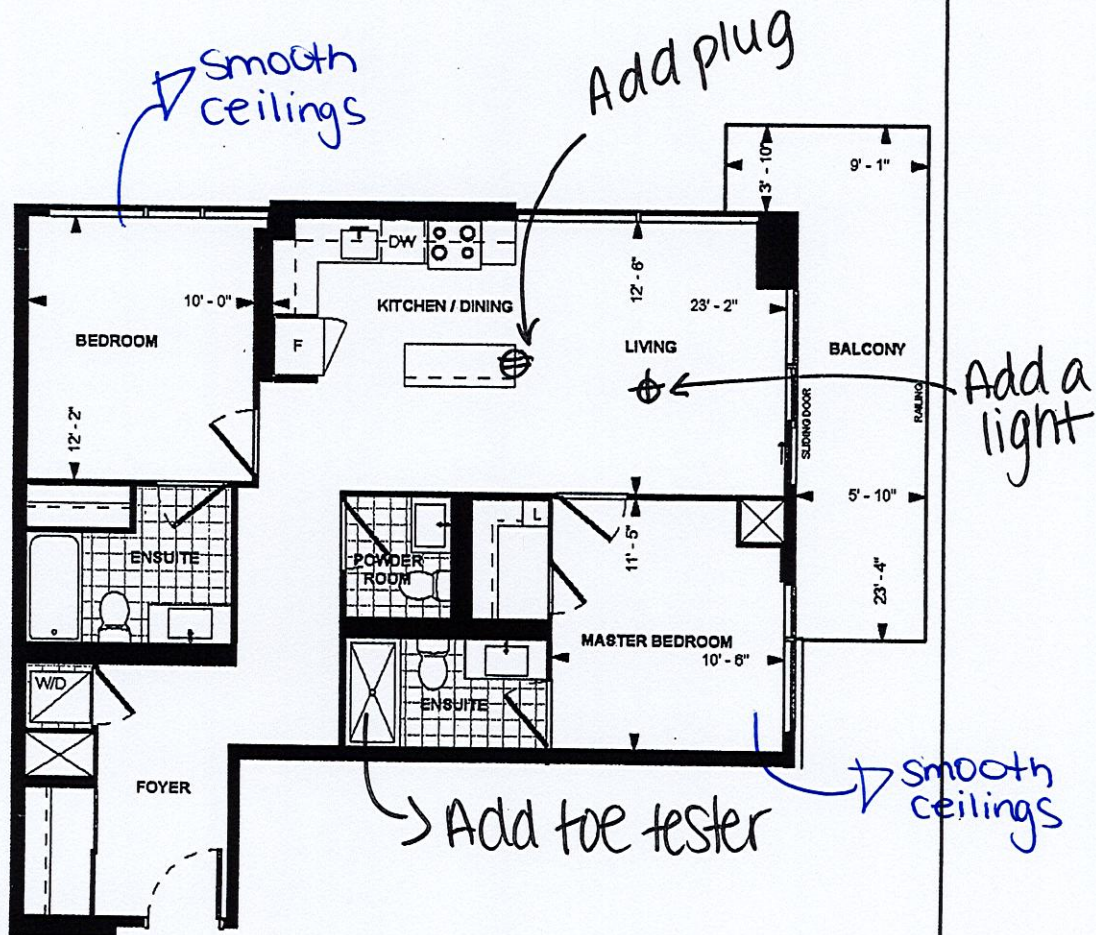 Smooth
ceilings
Add plug
3' - 10"
9' - 1"
DW
12' - 6"
10' - 0"
KITCHEN / DINING
23' - 2"
BEDROOM
F
LIVING
BALCONY
Add a
light
12' - 2"
SLIDING DOOR
RAILING
5' - 10"
L
ENSUITE
POWDER
ROOM
11' - 5"
23' - 4"
MASTER BEDROOM
10' - 6"
W/D
ENSUITE
FOYER
smooth
ceilings
Add toe tester